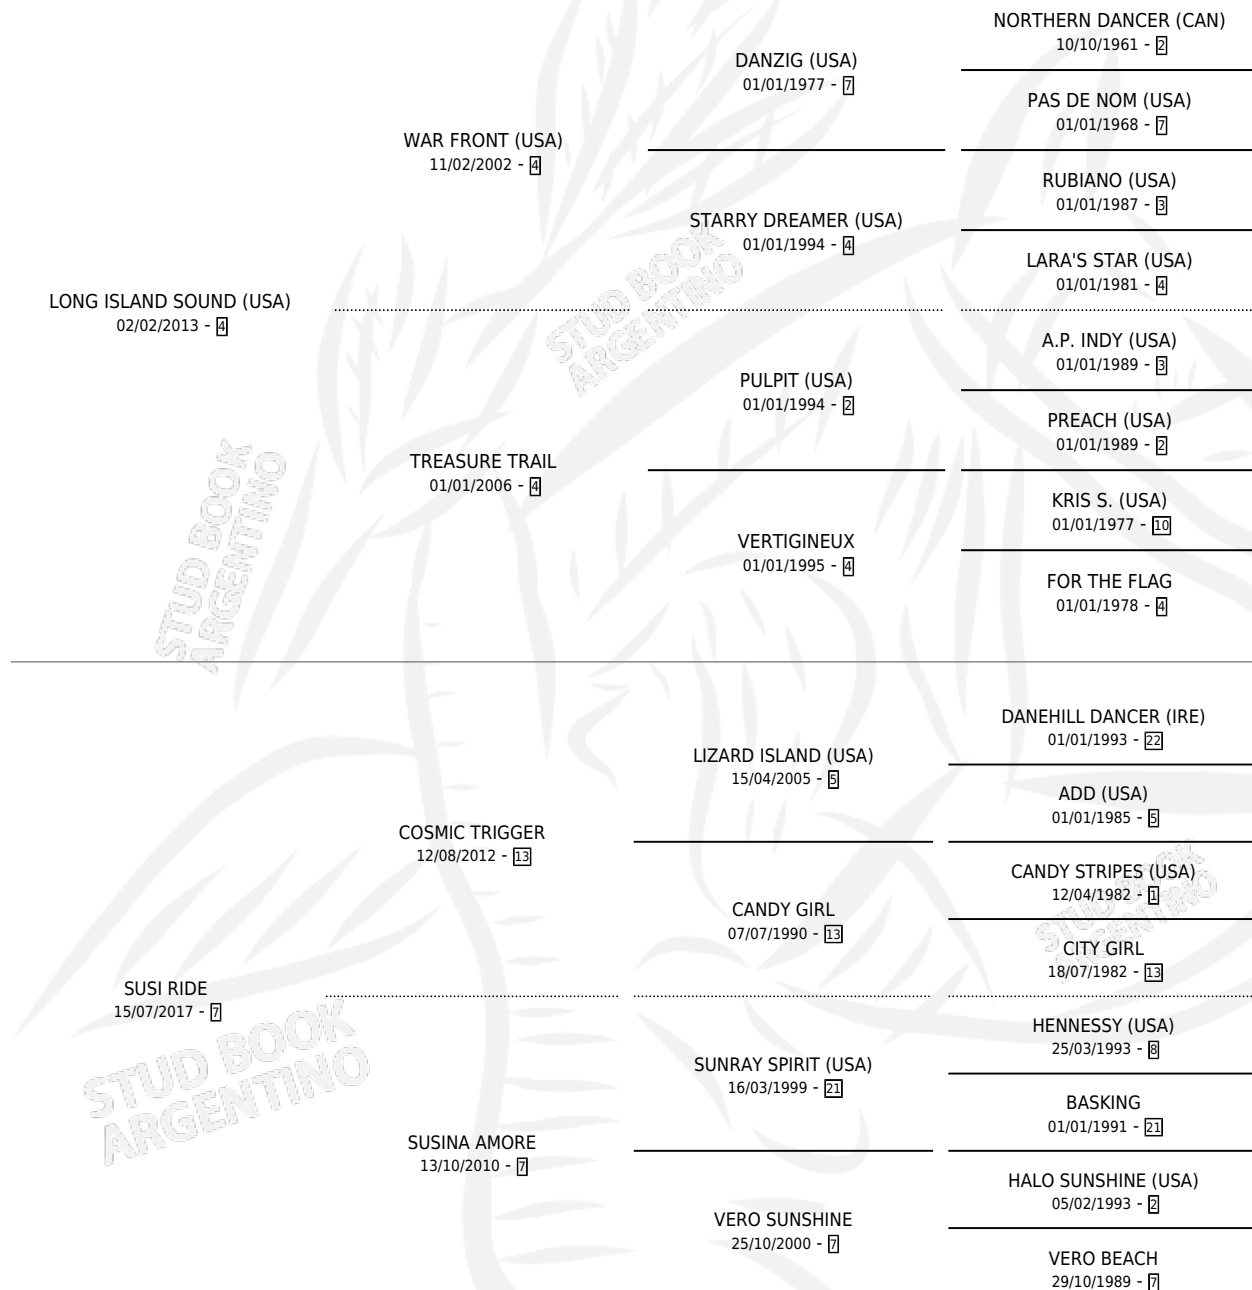 NORTHERN DANCER (CAN)
10/10/1961 - 2
DANZIG (USA)
01/01/1977 - 7
PAS DE NOM (USA)
01/01/1968 - 7
WAR FRONT (USA)
11/02/2002 - 4
RUBIANO (USA)
01/01/1987 - 3
STARRY DREAMER (USA)
01/01/1994 - 4
LARA'S STAR (USA)
01/01/1981 - 4
LONG ISLAND SOUND (USA)
02/02/2013 - 4
A.P. INDY (USA)
01/01/1989 - 3
PULPIT (USA)
01/01/1994 - 2
PREACH (USA)
01/01/1989 - 2
TREASURE TRAIL
01/01/2006 - 4
KRIS S. (USA)
01/01/1977 - 10
VERTIGINEUX
01/01/1995 - 4
FOR THE FLAG
01/01/1978 - 4
DANEHILL DANCER (IRE)
01/01/1993 - 22
LIZARD ISLAND (USA)
15/04/2005 - 5
ADD (USA)
01/01/1985 - 5
COSMIC TRIGGER
12/08/2012 - 13
CANDY STRIPES (USA)
12/04/1982 - 1
CANDY GIRL
07/07/1990 - 13
CITY GIRL
18/07/1982 - 13
SUSI RIDE
15/07/2017 - 7
HENNESSY (USA)
25/03/1993 - 8
SUNRAY SPIRIT (USA)
16/03/1999 - 21
BASKING
01/01/1991 - 21
SUSINA AMORE
13/10/2010 - 7
HALO SUNSHINE (USA)
05/02/1993 - 2
VERO SUNSHINE
25/10/2000 - 7
VERO BEACH
29/10/1989 - 7
STUD BOOK
ARGENTINO
STUD BOOK
ARGENTINO
STUD BOOK
ARGENTINO
STUD BOOK
ARGENTINO